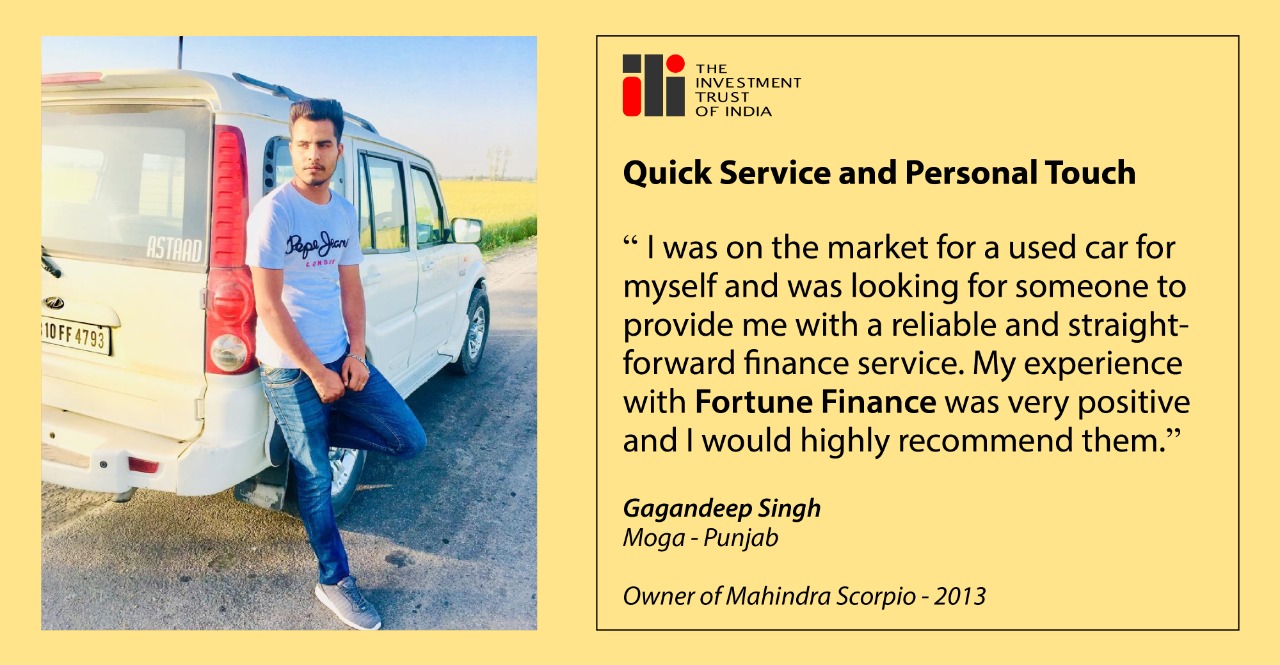 ASTAAD
10 FF 4793
Pepe Jeans
LONDON
THE
INVESTMENT
TRUST
OF INDIA
Quick Service and Personal Touch
“ I was on the market for a used car for
myself and was looking for someone to
provide me with a reliable and straight-
forward finance service. My experience
with Fortune Finance was very positive
and I would highly recommend them.”
Gagandeep Singh
Moga - Punjab
Owner of Mahindra Scorpio - 2013